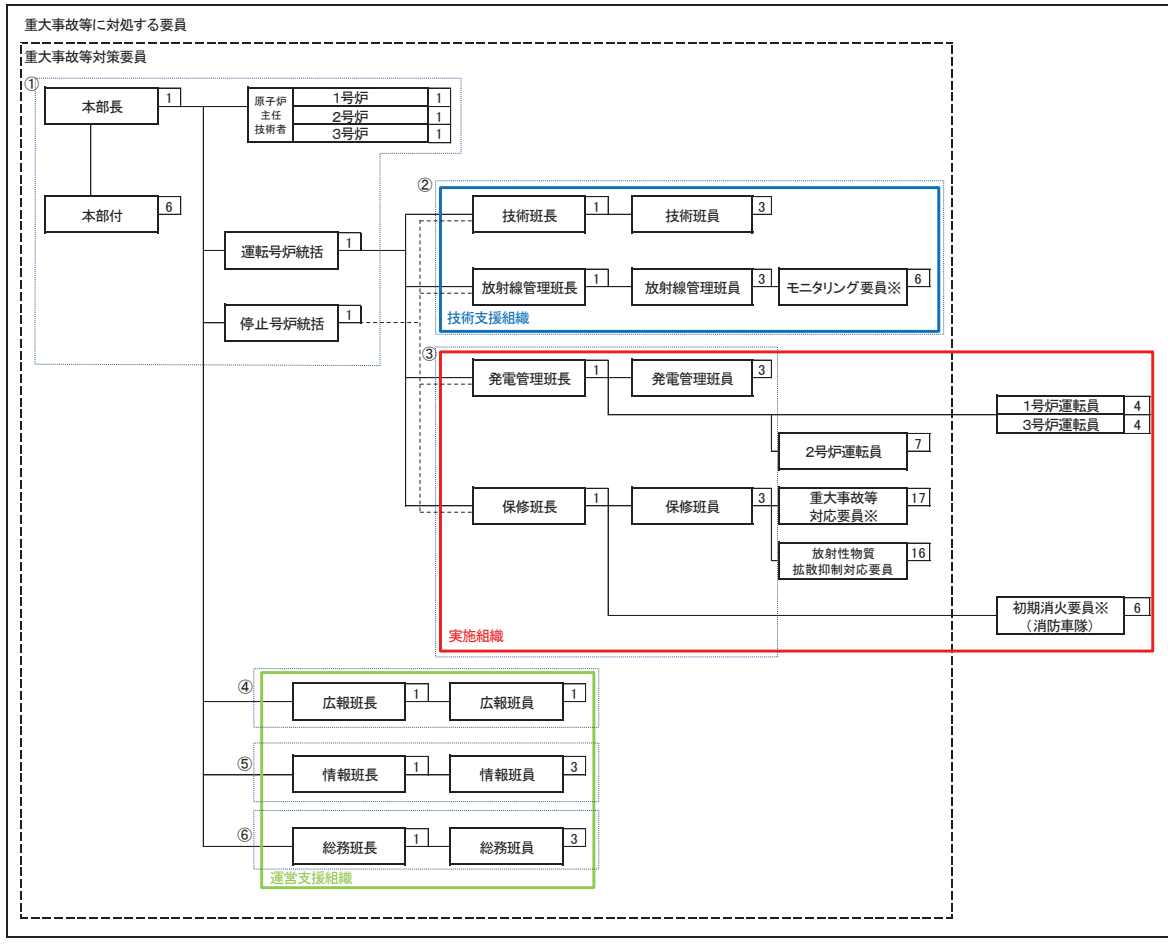 重大事故等に対処する要員
重大事故等対策要員
①
本部長
1
原子炉
主任
技術者
1号炉
1
2号炉
1
3号炉
1
本部付
6
運転号炉統括
1
停止号炉統括
1
②
技術班長
1
技術班員
3
放射線管理班長
1
放射線管理班員
3
モニタリング要員※
6
技術支援組織
③
発電管理班長
1
発電管理班員
3
1号炉運転員
4
3号炉運転員
4
2号炉運転員
7
保修班長
1
保修班員
3
重大事故等
対応要員※
17
放射性物質
拡散抑制対応要員
16
初期消火要員※
(消防車隊)
6
実施組織
④
広報班長
1
広報班員
1
⑤
情報班長
1
情報班員
3
⑥
総務班長
1
総務班員
3
運営支援組織